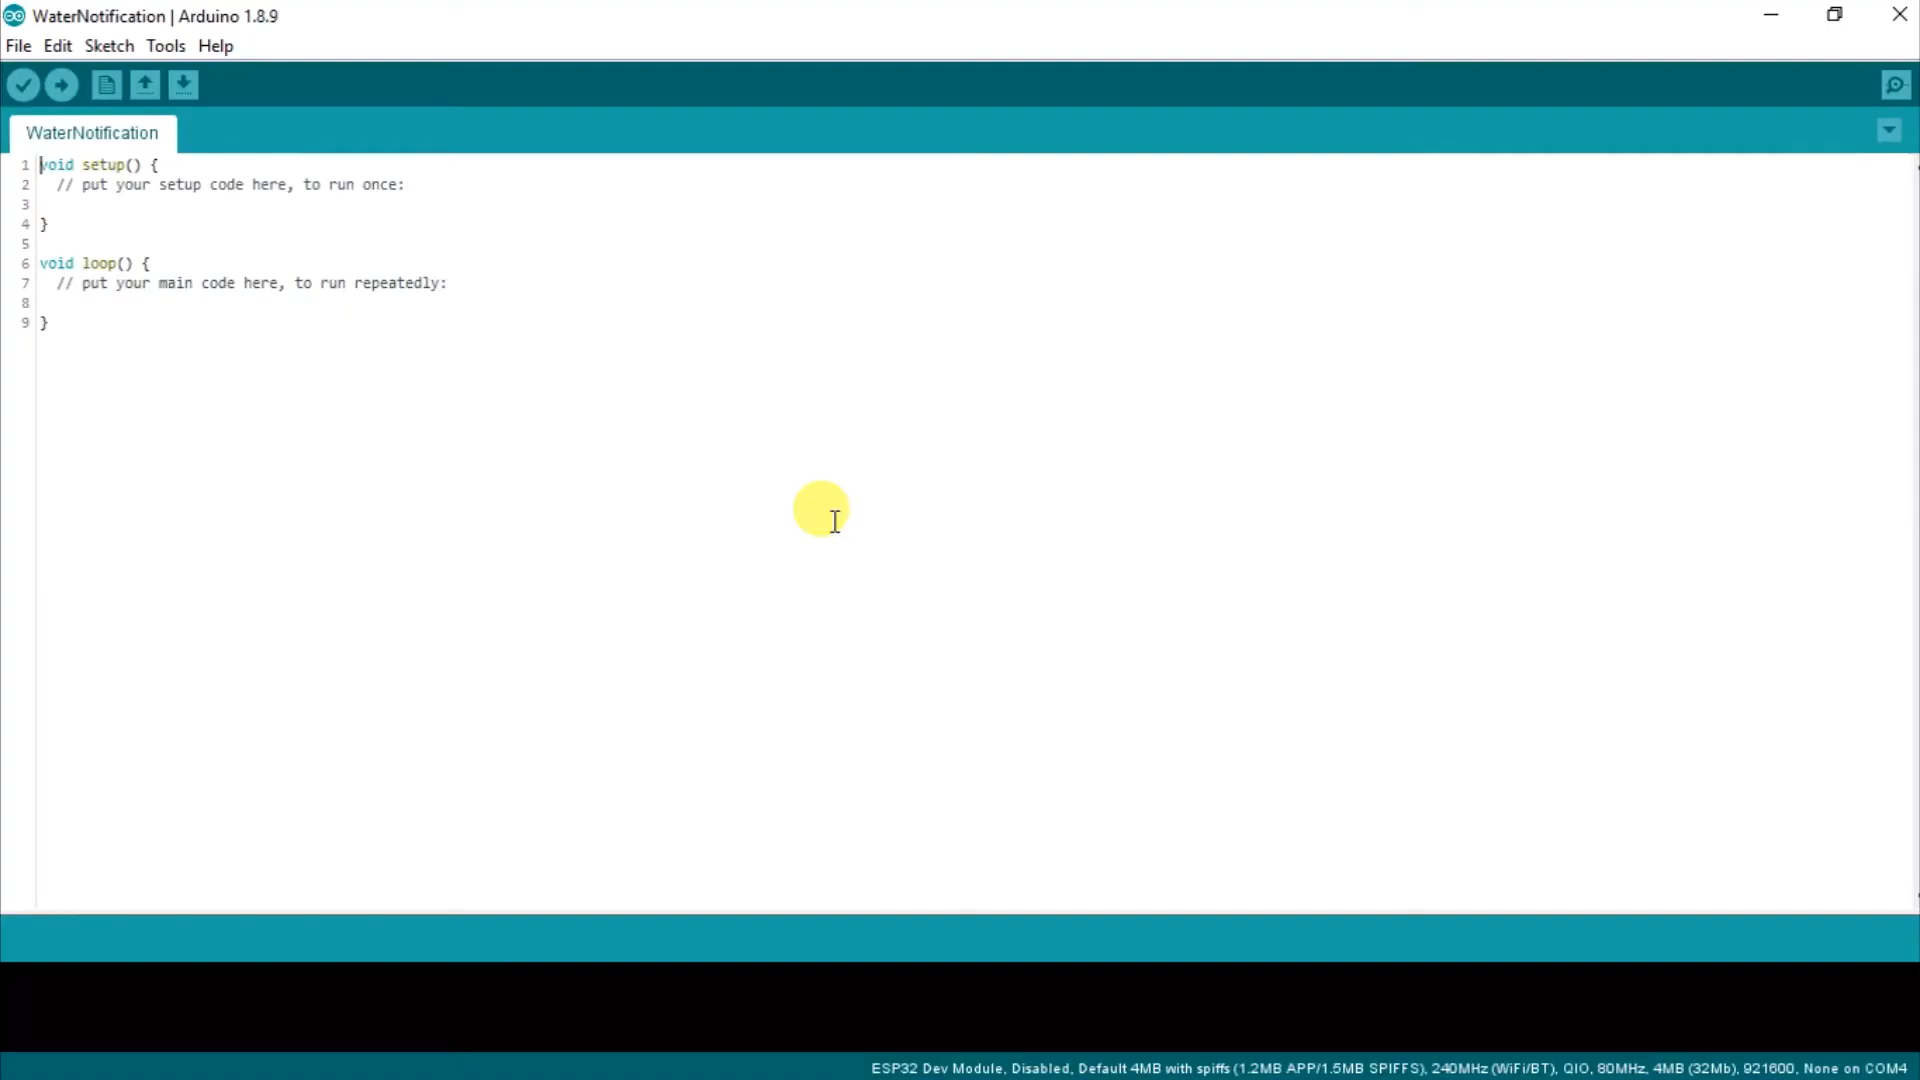 WaterNotification | Arduino 1.8.9
File Edit Sketch Tools Help
WaterNotification
1 void setup() {
2 // put your setup code here, to run once:
3
4 }
5
6 void loop() {
7 // put your main code here, to run repeatedly:
8
9 }
ESP32 Dev Module, Disabled, Default 4MB with spiffs (1.2MB APP/1.5MB SPIFFS), 240MHz (WiFi/BT), QIO, 80MHz, 4MB (32Mb), 921600, None on COM4